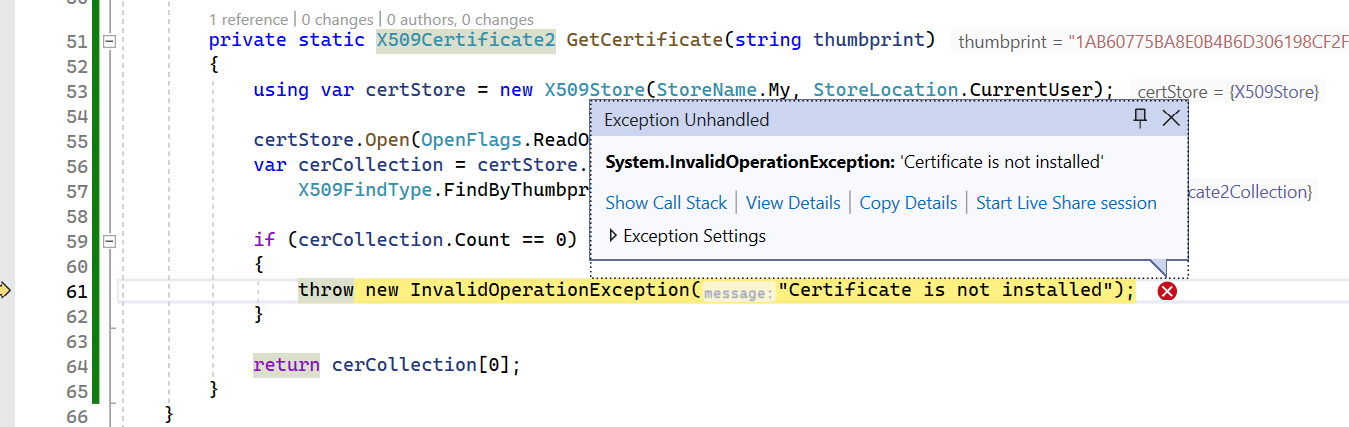 1 reference | 0 changes | 0 authors, 0 changes
51 private static X509Certificate2 GetCertificate(string thumbprint) thumbprint = "1AB60775BA8E0B4B6D306198CF2F
52 {
53 using var certStore = new X509Store(StoreName.My, StoreLocation.CurrentUser); certStore = {X509Store}
54
Exception Unhandled
55 certStore.Open(OpenFlags.ReadO
56 var cerCollection = certStore.
System.InvalidOperationException: 'Certificate is not installed'
57 X509FindType.FindByThumbpr
cate2Collection}
Show Call Stack | View Details | Copy Details | Start Live Share session
58
59 if (cerCollection.Count == 0)
Exception Settings
60 {
61 throw new InvalidOperationException(message: "Certificate is not installed");
62 }
63
64 return cerCollection[0];
65 }
66 }